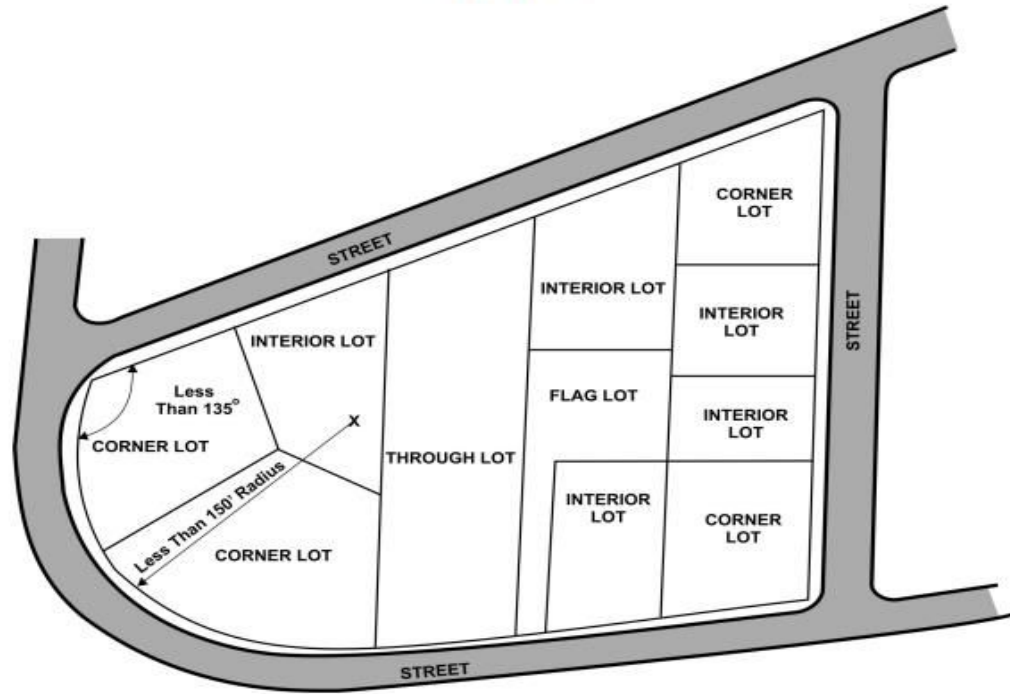 STREET
CORNER
LOT
INTERIOR LOT
INTERIOR
LOT
STREET
INTERIOR LOT
Less
Than 135°
FLAG LOT
INTERIOR
LOT
X
CORNER LOT
THROUGH LOT
Less Than 150' Radius
INTERIOR
LOT
CORNER
LOT
CORNER LOT
STREET